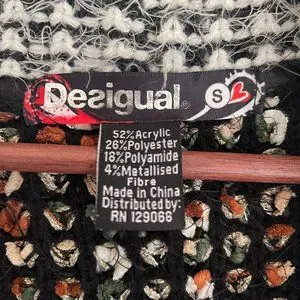 Desigual.
S
52% Acrylic
26% Polyester
18% Polyamide
4% Metallised
Fibre
Made in China
Distributed by:
RN 129068